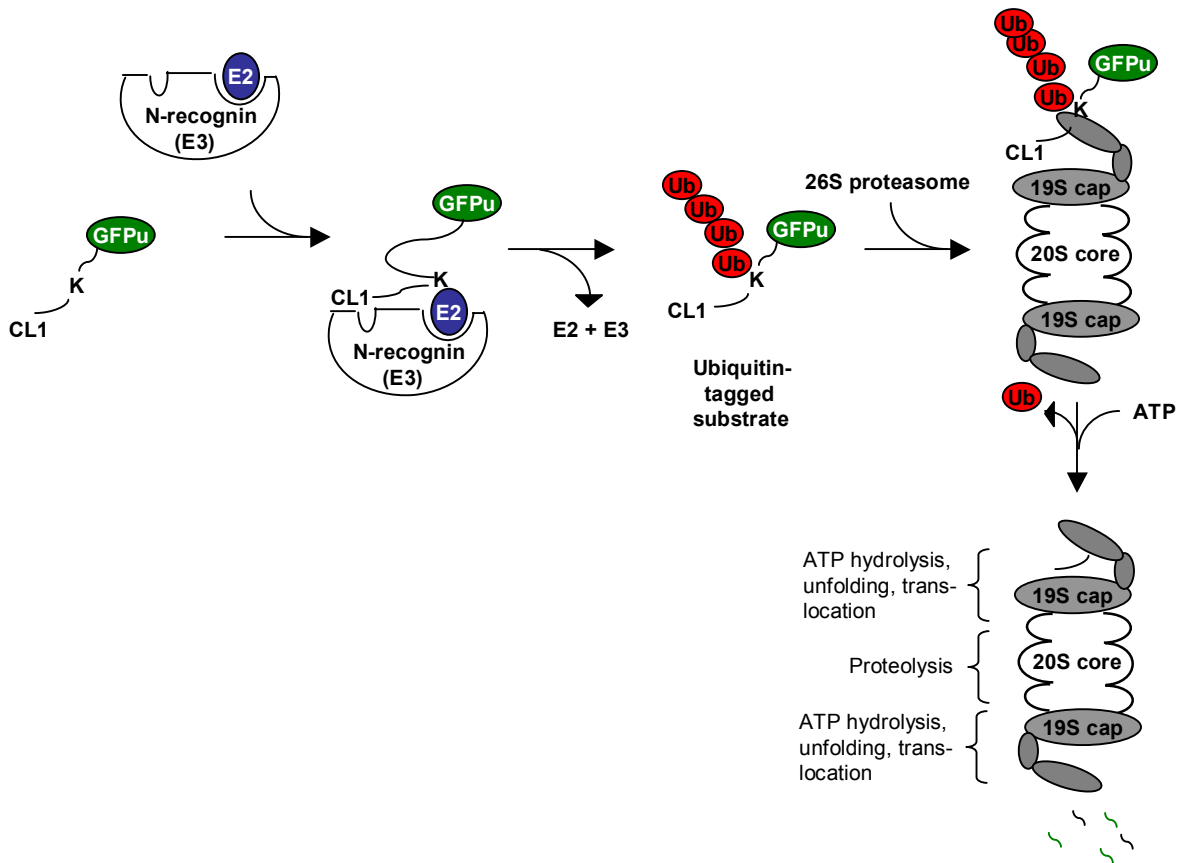 E2
N-recognin
(E3)
GFPu
K
CL1
GFPu
K
CL1
E2
N-recognin
(E3)
E2 + E3
Ub
Ub
Ub
Ub
GFPu
K
CL1
Ubiquitin-
tagged
substrate
26S proteasome
Ub
Ub
Ub
Ub
GFPu
K
CL1
19S cap
20S core
19S cap
Ub
ATP
ATP hydrolysis,
unfolding, trans-
location
Proteolysis
ATP hydrolysis,
unfolding, trans-
location
19S cap
20S core
19S cap